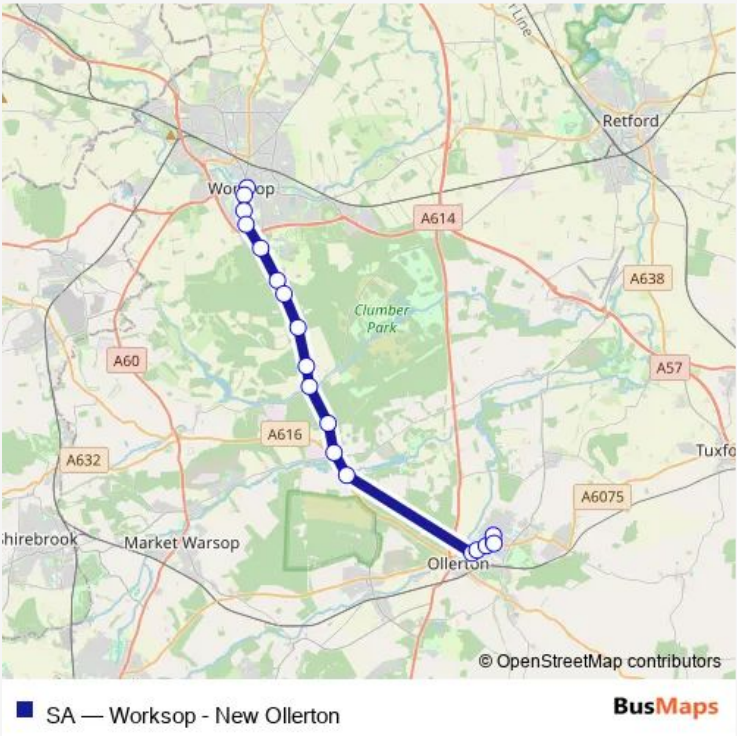 Line
Retford
Worksop
A614
A638
Clumber
Park
A60
A57
A616
A632
Tuxfo
A6075
hirebrook
Market Warsop
Ollerton
© OpenStreetMap contributors
SA — Worksop - New Ollerton
BusMaps